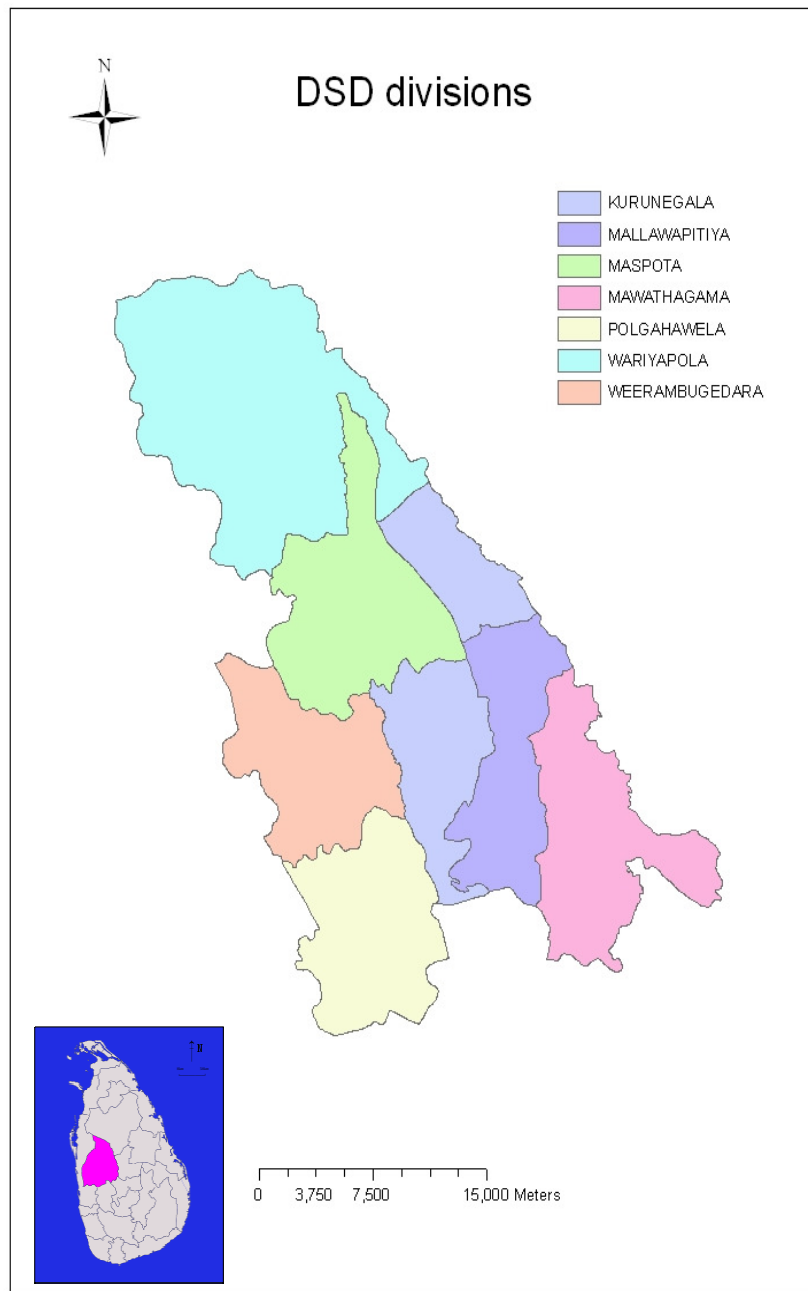 N
DSD divisions
KURUNEGALA
MALLAWAPITIYA
MASPOTA
MAWATHAGAMA
POLGAHAWELA
WARIYAPOLA
WEERAMBUGEDARA
N
0 3,750 7,500 15,000 Meters